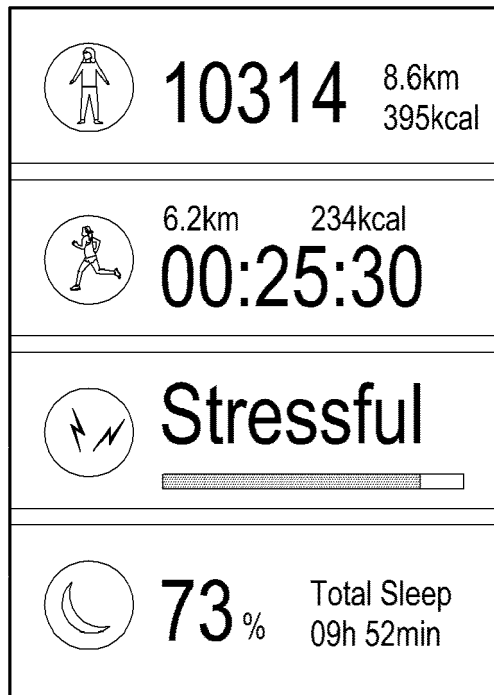 10314
8.6km
395kcal
6.2km 234kcal
00:25:30
Stressful
73 %
Total Sleep
09h 52min